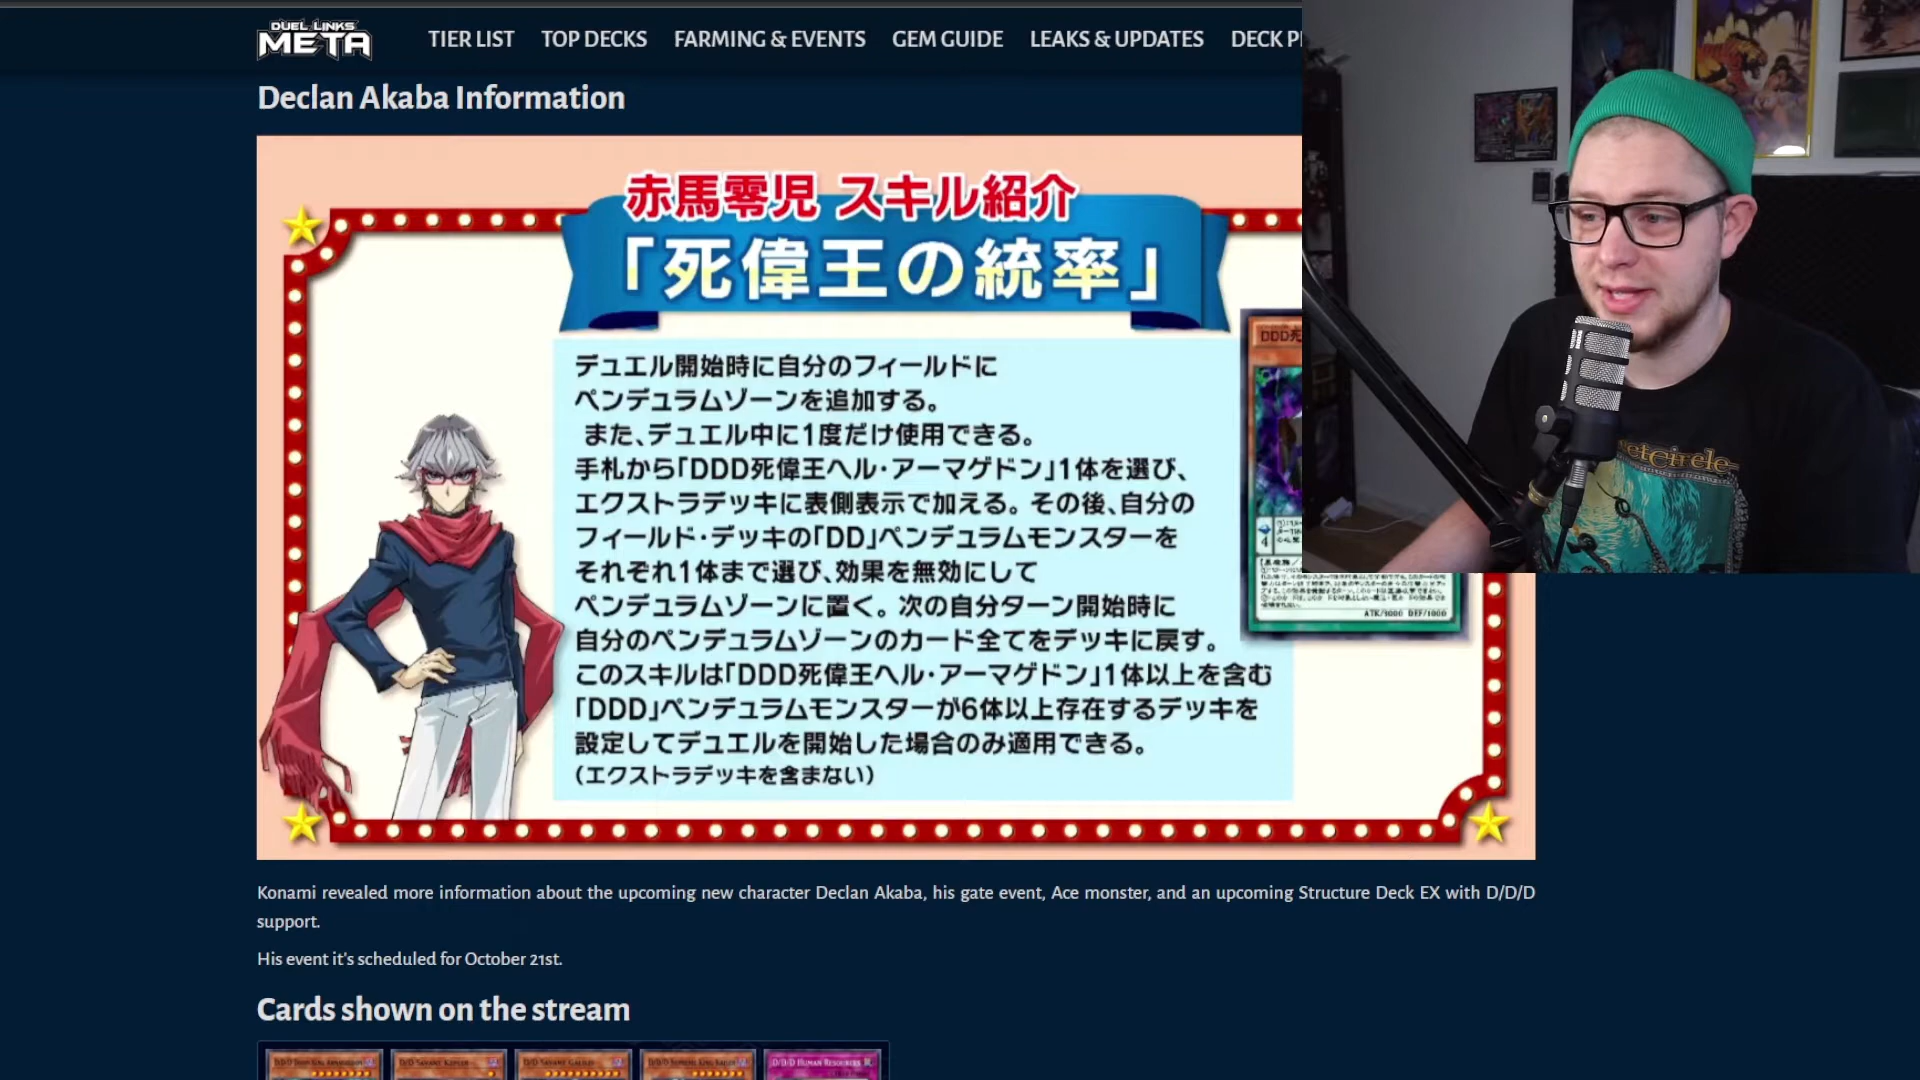 DUEL LINKS
META
TIER LIST TOP DECKS FARMING & EVENTS GEM GUIDE LEAKS & UPDATES DECK
Declan Akaba Information
赤馬零児 スキル紹介
「死偉王の統率」
デュエル開始時に自分のフィールドに
ペンデュラムゾーンを追加する。
また、デュエル中に1度だけ使用できる。
手札から「DDD死偉王ヘル・アーマゲドン」1体を選び、
エクストラデッキに表側表示で加える。その後、自分の
フィールド・デッキの「DD」ペンデュラムモンスターを
それぞれ1体まで選び、効果を無効にして
ペンデュラムゾーンに置く。次の自分ターン開始時に
自分のペンデュラムゾーンのカード全てをデッキに戻す。
このスキルは「DDD死偉王ヘル・アーマゲドン」1体以上を含む
「DDD」ペンデュラムモンスターが6体以上存在するデッキを
設定してデュエルを開始した場合のみ適用できる。
（エクストラデッキを含まない）
DDD死
4
ATK/3000 DEF/1000
etCircle
Konami revealed more information about the upcoming new character Declan Akaba, his gate event, Ace monster, and an upcoming Structure Deck EX with D/D/D
support.
His event it's scheduled for October 21st.
Cards shown on the stream
D/D Savant Kepler D/D Savant Galilei D/D/D Human Resources